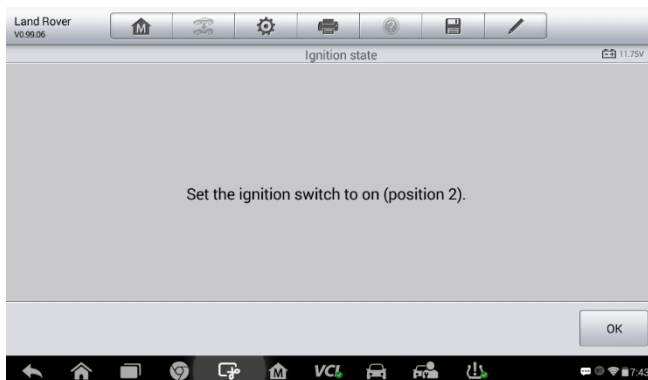 Land Rover
V0.99.06
M
Ignition state
11.75V
Set the ignition switch to on (position 2).
OK
M
VCI
7:43